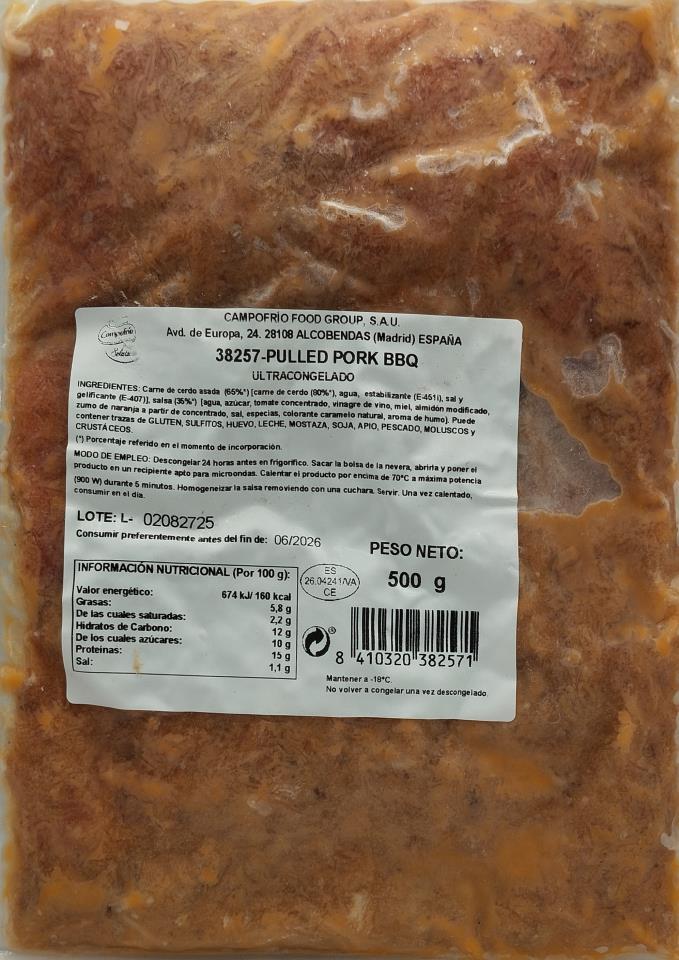 CAMPOFRÍO FOOD GROUP, S.A.U.
Avd. de Europa, 24. 28108 ALCOBENDAS (Madrid) ESPAÑA
Campofrío
38257-PULLED PORK BBQ
ULTRACONGELADO
INGREDIENTES: Carne de cerdo asada (65%*) [carne de cerdo (80%*), agua, estabilizante (E-451i), sal y
gelificante (E-407)], salsa (35%*) [agua, azúcar, tomate concentrado, vinagre de vino, miel, almidón modificado,
zumo de naranja a partir de concentrado, sal, especias, colorante caramelo natural, aroma de humo]. Puede
contener trazas de GLUTEN, SULFITOS, HUEVO, LECHE, MOSTAZA, SOJA, APIO, PESCADO, MOLUSCOS y
CRUSTÁCEOS.
(*) Porcentaje referido en el momento de incorporación.
MODO DE EMPLEO: Descongelar 24 horas antes en frigorífico. Sacar la bolsa de la nevera, abrirla y poner el
producto en un recipiente apto para microondas. Calentar el producto por encima de 70°C a máxima potencia
(900 W) durante 5 minutos. Homogeneizar la salsa removiendo con una cuchara. Servir. Una vez calentado,
consumir en el día.
LOTE: L- 02082725
Consumir preferentemente antes del fin de: 06/2026
PESO NETO:
500 g
INFORMACIÓN NUTRICIONAL (Por 100 g):
Valor energético: 674 kJ/ 160 kcal
Grasas: 5,8 g
De las cuales saturadas: 2,2 g
Hidratos de Carbono: 12 g
De los cuales azúcares: 10 g
Proteínas: 15 g
Sal: 1,1 g
ES
26.04241/VA
CE
8 410320 382571
Mantener a -18°C.
No volver a congelar una vez descongelado.